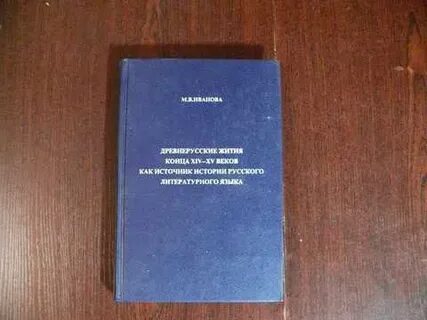 М.В.ИВАНОВА
ДРЕВНЕРУССКИЕ ЖИТИЯ
КОНЦА XIV–XV ВЕКОВ
КАК ИСТОЧНИК ИСТОРИИ РУССКОГО
ЛИТЕРАТУРНОГО ЯЗЫКА